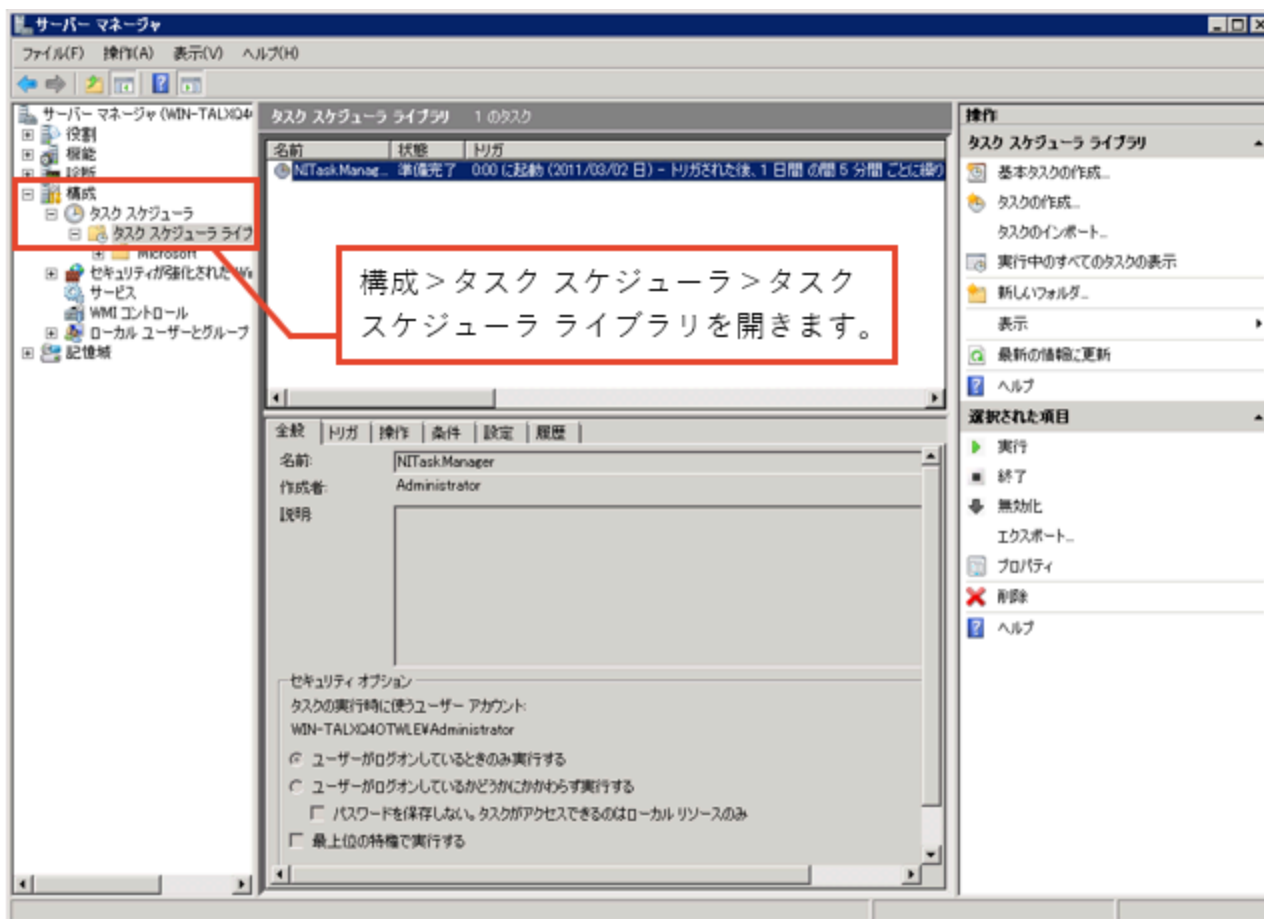 サーバー マネージャ
ファイル(F) 操作(A) 表示(V) ヘルプ(H)
サーバー マネージャ (WIN-TALXQ4
役割
機能
診断
構成
タスク スケジューラ
タスク スケジューラ ライブ
Microsoft
セキュリティが強化された Wi
サービス
WMI コントロール
ローカル ユーザーとグループ
記憶域
タスク スケジューラ ライブラリ 1 のタスク
名前 状態 トリガ
NITaskManag... 準備完了 0:00 に起動 (2011/03/02 日) - トリガされた後、1 日間 の間 5 分間 ごとに繰り
構成>タスク スケジューラ>タスク
スケジューラ ライブラリを開きます。
全般 トリガ 操作 条件 設定 履歴
名前: NITaskManager
作成者: Administrator
説明:
セキュリティ オプション
タスクの実行時に使うユーザー アカウント:
WIN-TALXQ4OTWLE¥Administrator
ユーザーがログオンしているときのみ実行する
ユーザーがログオンしているかどうかにかかわらず実行する
パスワードを保存しない。タスクがアクセスできるのはローカル リソースのみ
最上位の特権で実行する
操作
タスク スケジューラ ライブラリ
基本タスクの作成...
タスクの作成...
タスクのインポート...
実行中のすべてのタスクの表示
新しいフォルダ...
表示
最新の情報に更新
ヘルプ
選択された項目
実行
終了
無効化
エクスポート...
プロパティ
削除
ヘルプ